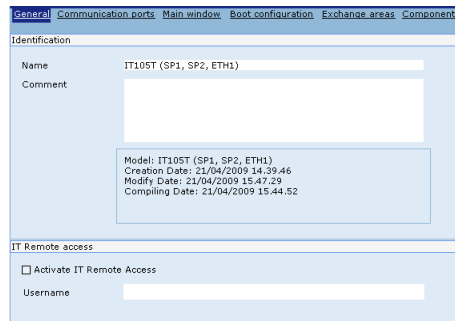 General Communication ports Main window Boot configuration Exchange areas Component
Identification
Name IT105T (SP1, SP2, ETH1)
Comment
Model: IT105T (SP1, SP2, ETH1)
Creation Date: 21/04/2009 14.39.46
Modify Date: 21/04/2009 15.47.29
Compiling Date: 21/04/2009 15.44.52
IT Remote access
Activate IT Remote Access
Username